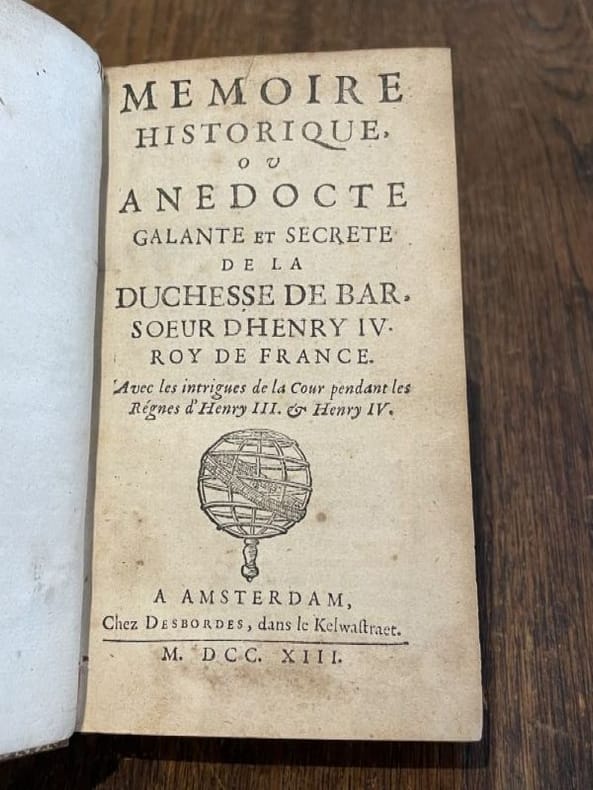 MEMOIRE
HISTORIQUE,
OU
ANEDOCTE
GALANTE ET SECRETE
DE LA
DUCHESSE DE BAR,
SOEUR DHENRY IV.
ROY DE FRANCE.
Avec les intrigues de la Cour pendant les
Régnes d'Henry III. & Henry IV.
A AMSTERDAM,
Chez DESBORDES, dans le Kelwaſtraet.
M. DCC. XIII.